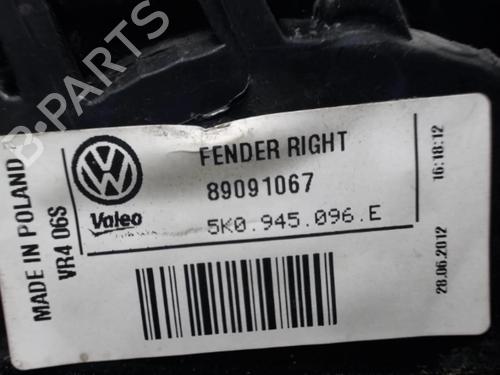 B-PARTS
MADE IN POLAND
VR4 06S
VW
Valeo
FENDER RIGHT
89091067
5K0.945.096.E
16:18:12
28.06.2012